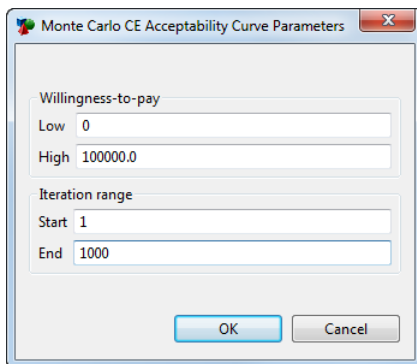 Monte Carlo CE Acceptability Curve Parameters
Willingness-to-pay
Low 0
High 100000.0
Iteration range
Start 1
End 1000
OK Cancel